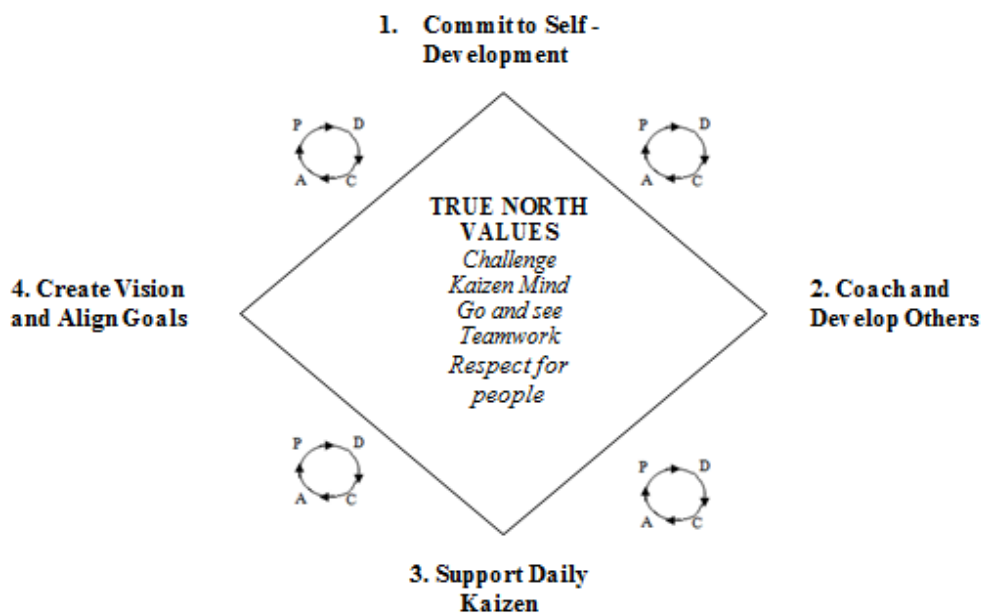 1. Commit to Self -
Development
P D
A C
P D
A C
TRUE NORTH
VALUES
Challenge
Kaizen Mind
Go and see
Teamwork
Respect for
people
4. Create Vision
and Align Goals
2. Coach and
Develop Others
P D
A C
P D
A C
3. Support Daily
Kaizen